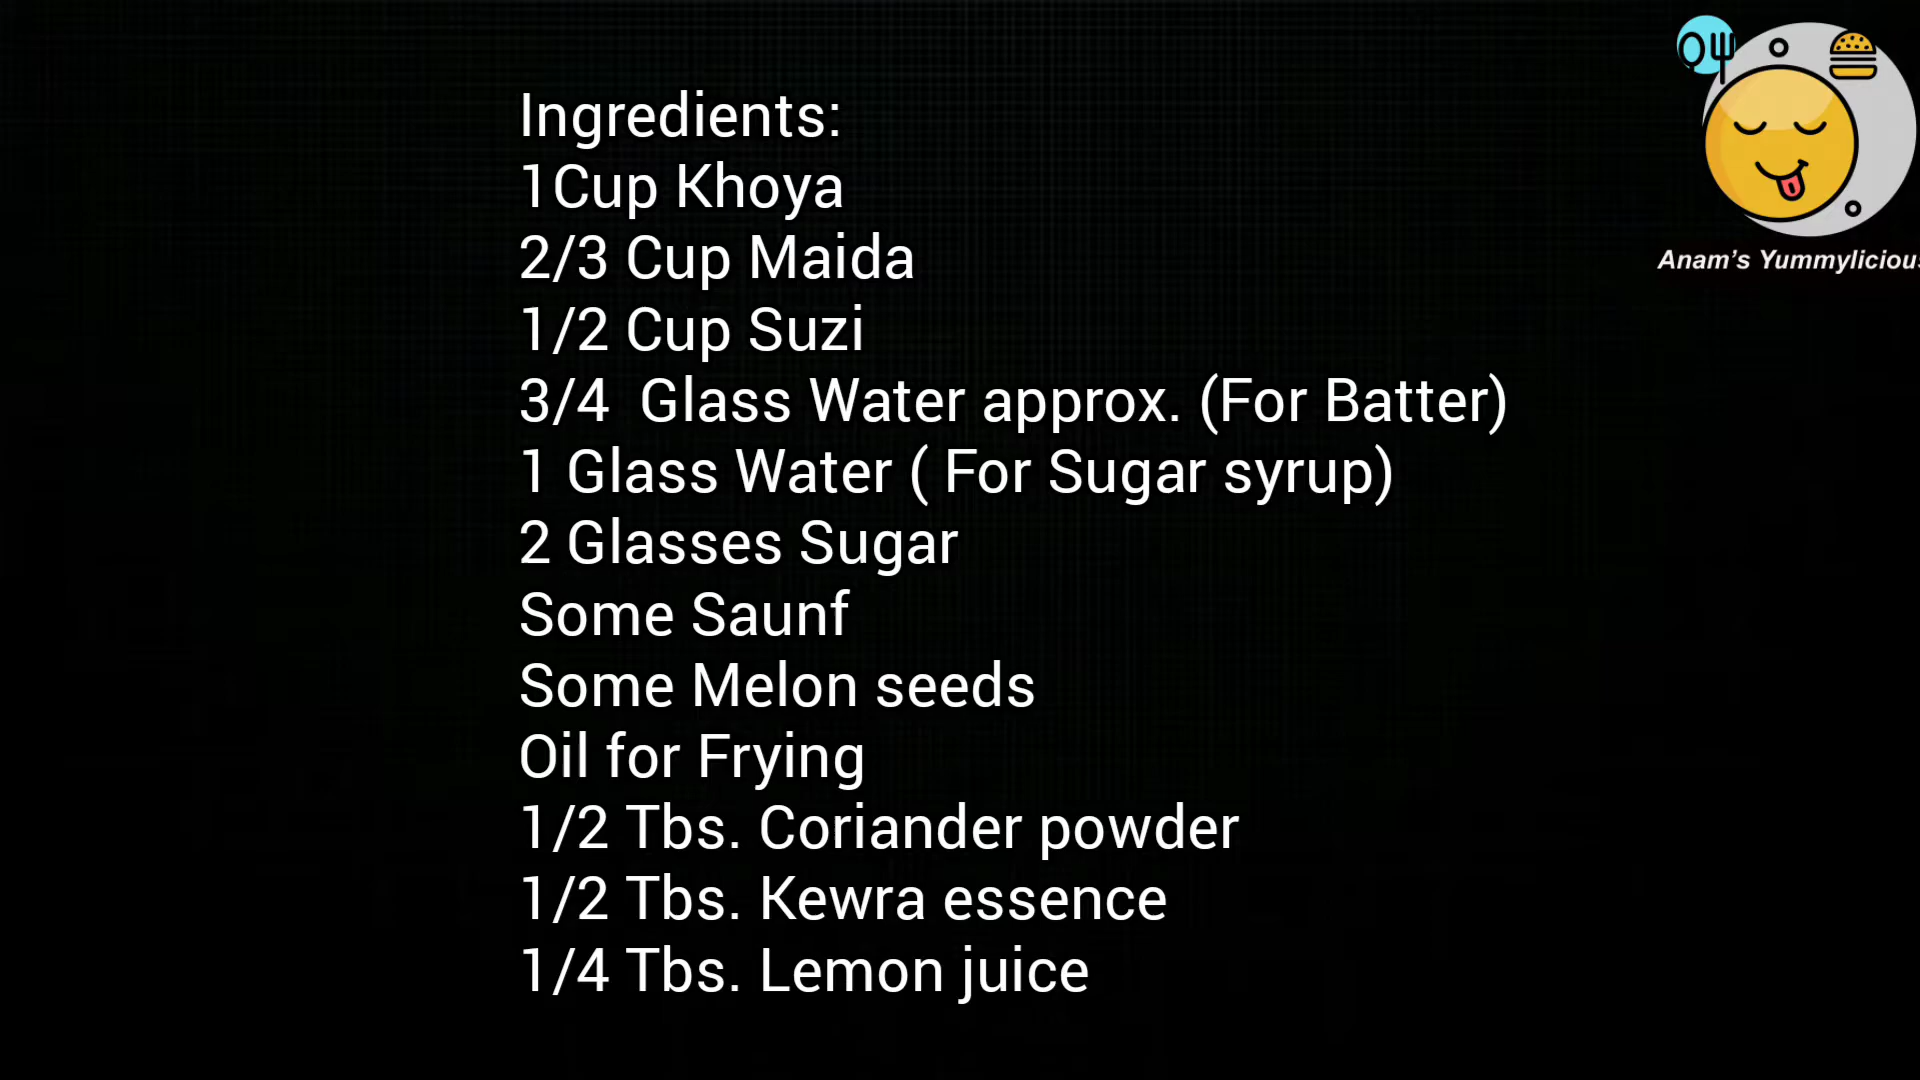 Ingredients:
1Cup Khoya
2/3 Cup Maida
1/2 Cup Suzi
3/4  Glass Water approx. (For Batter)
1 Glass Water ( For Sugar syrup)
2 Glasses Sugar
Some Saunf
Some Melon seeds
Oil for Frying
1/2 Tbs. Coriander powder
1/2 Tbs. Kewra essence
1/4 Tbs. Lemon juice
Anam's Yummylicious